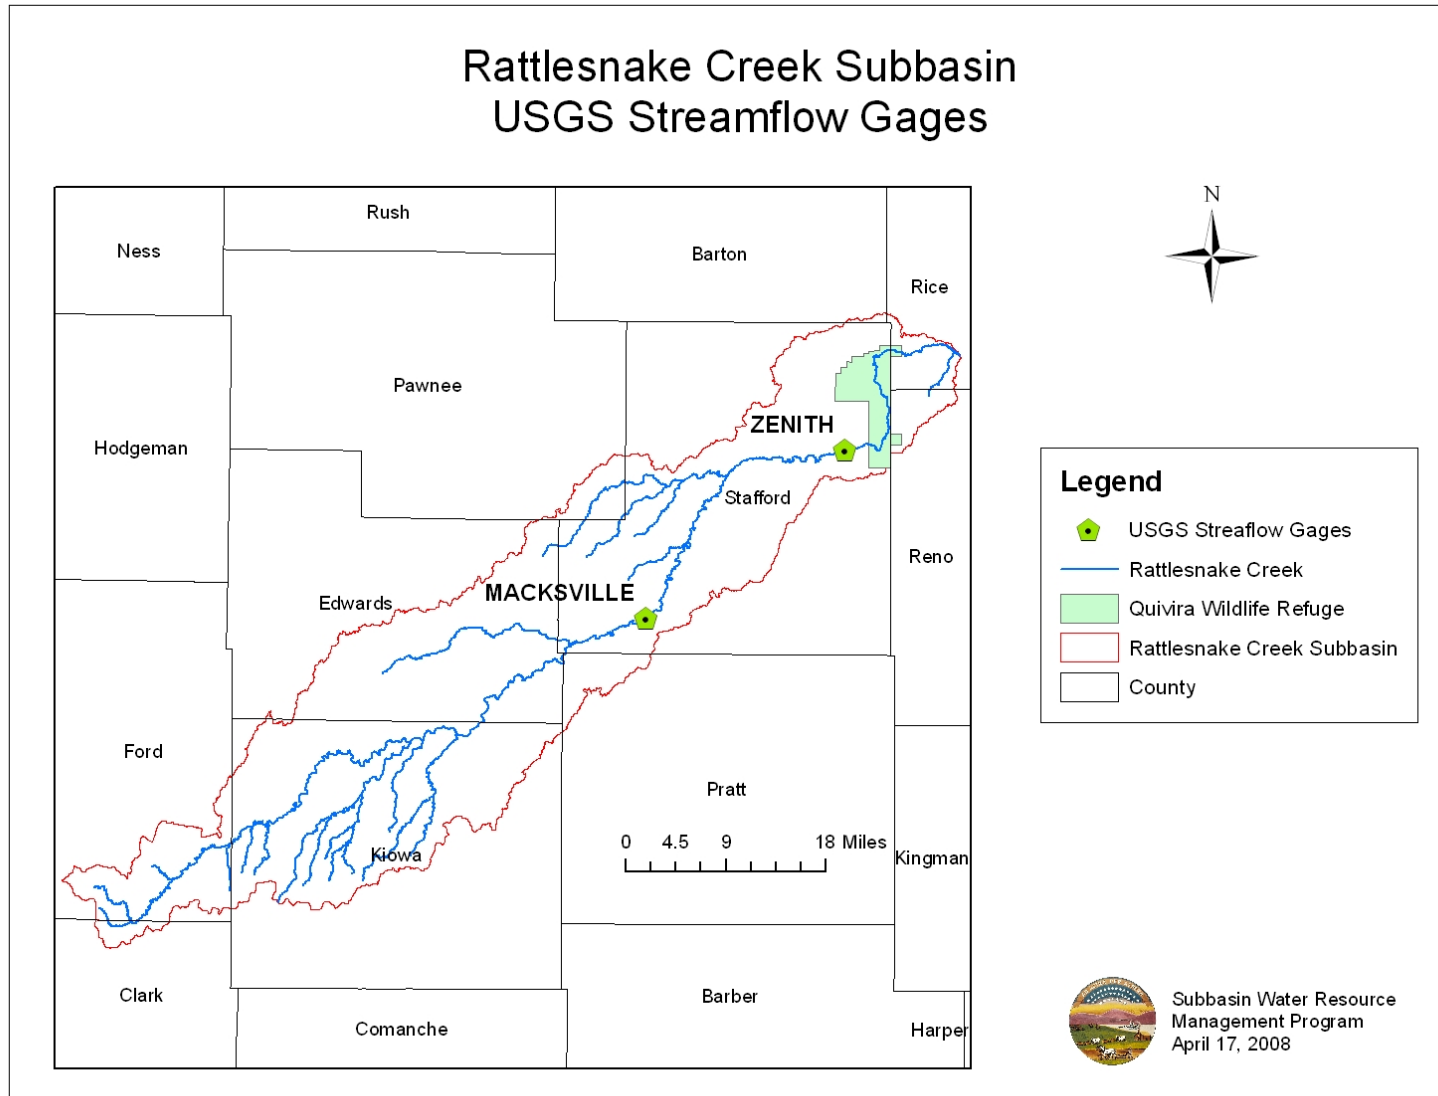 Rattlesnake Creek Subbasin
USGS Streamflow Gages
N
Rush
Ness
Barton
Rice
Pawnee
ZENITH
Hodgeman
Stafford
Reno
MACKSVILLE
Edwards
Ford
Pratt
0 4.5 9 18 Miles
Kiowa
Kingman
Clark
Barber
Comanche
Harper
Legend
USGS Streaflow Gages
Rattlesnake Creek
Quivira Wildlife Refuge
Rattlesnake Creek Subbasin
County
Subbasin Water Resource
Management Program
April 17, 2008